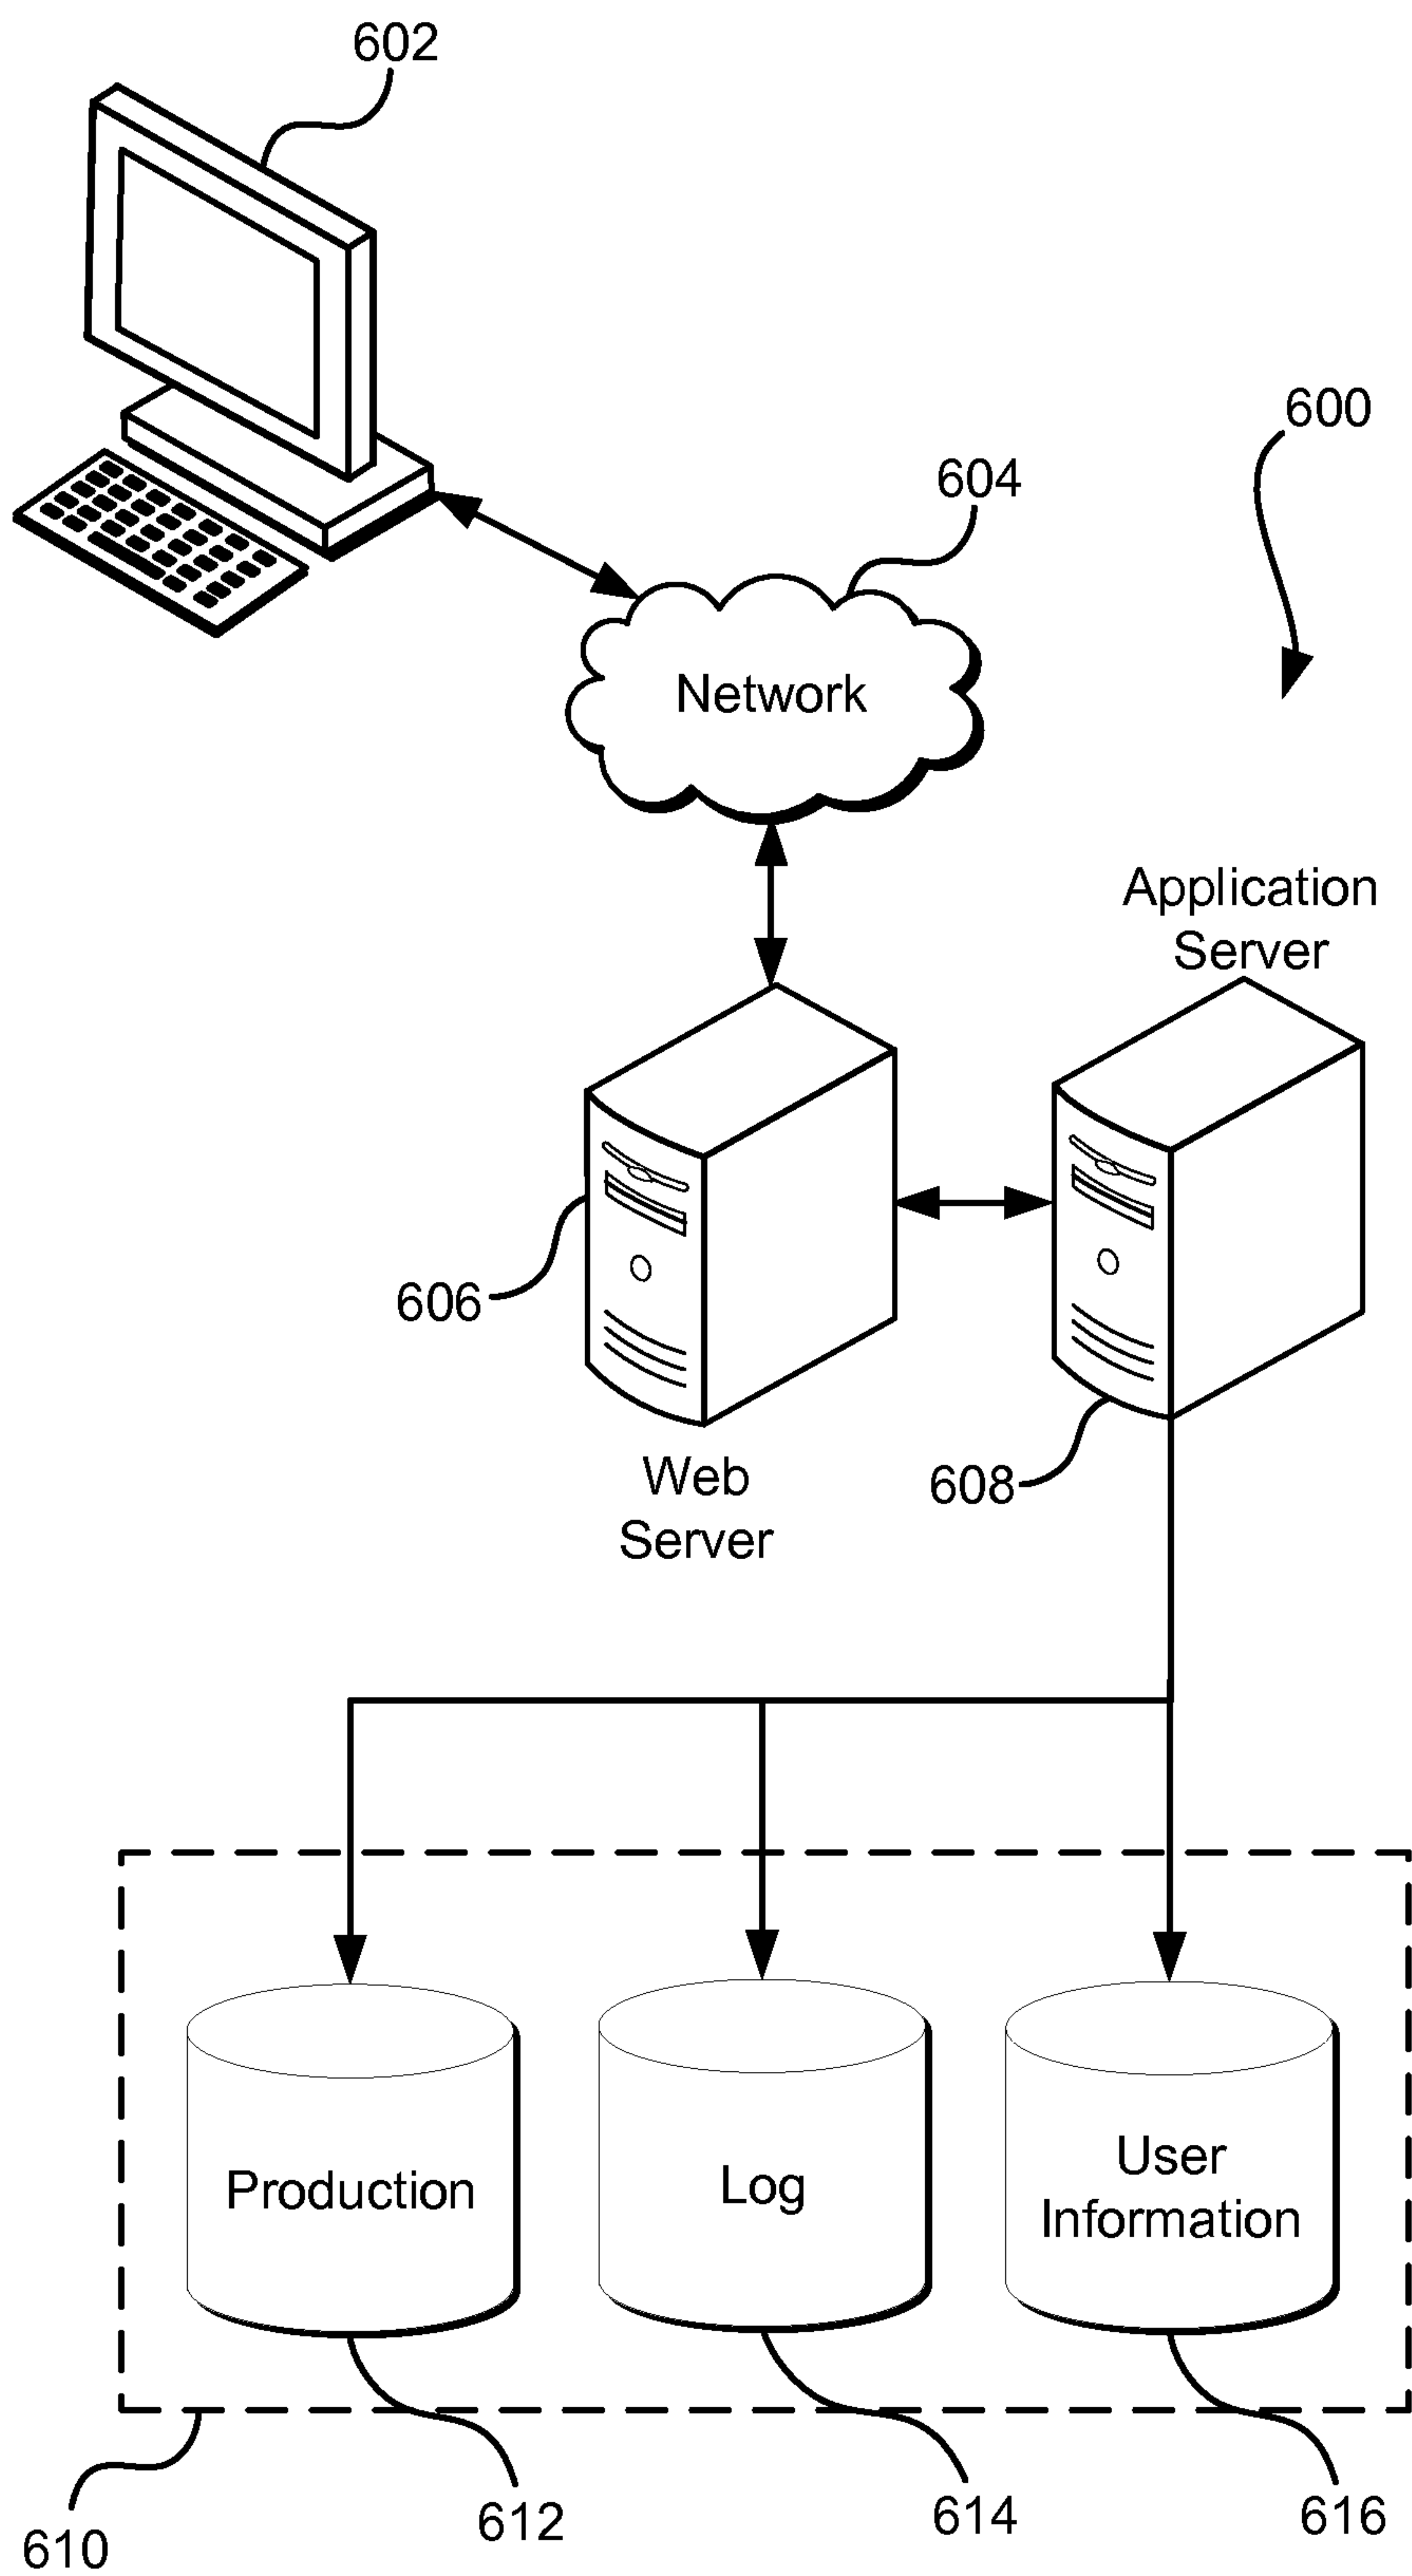 602
600
604
Network
Application
Server
606
Web
Server
608
Production
Log
User
Information
610
612
614
616